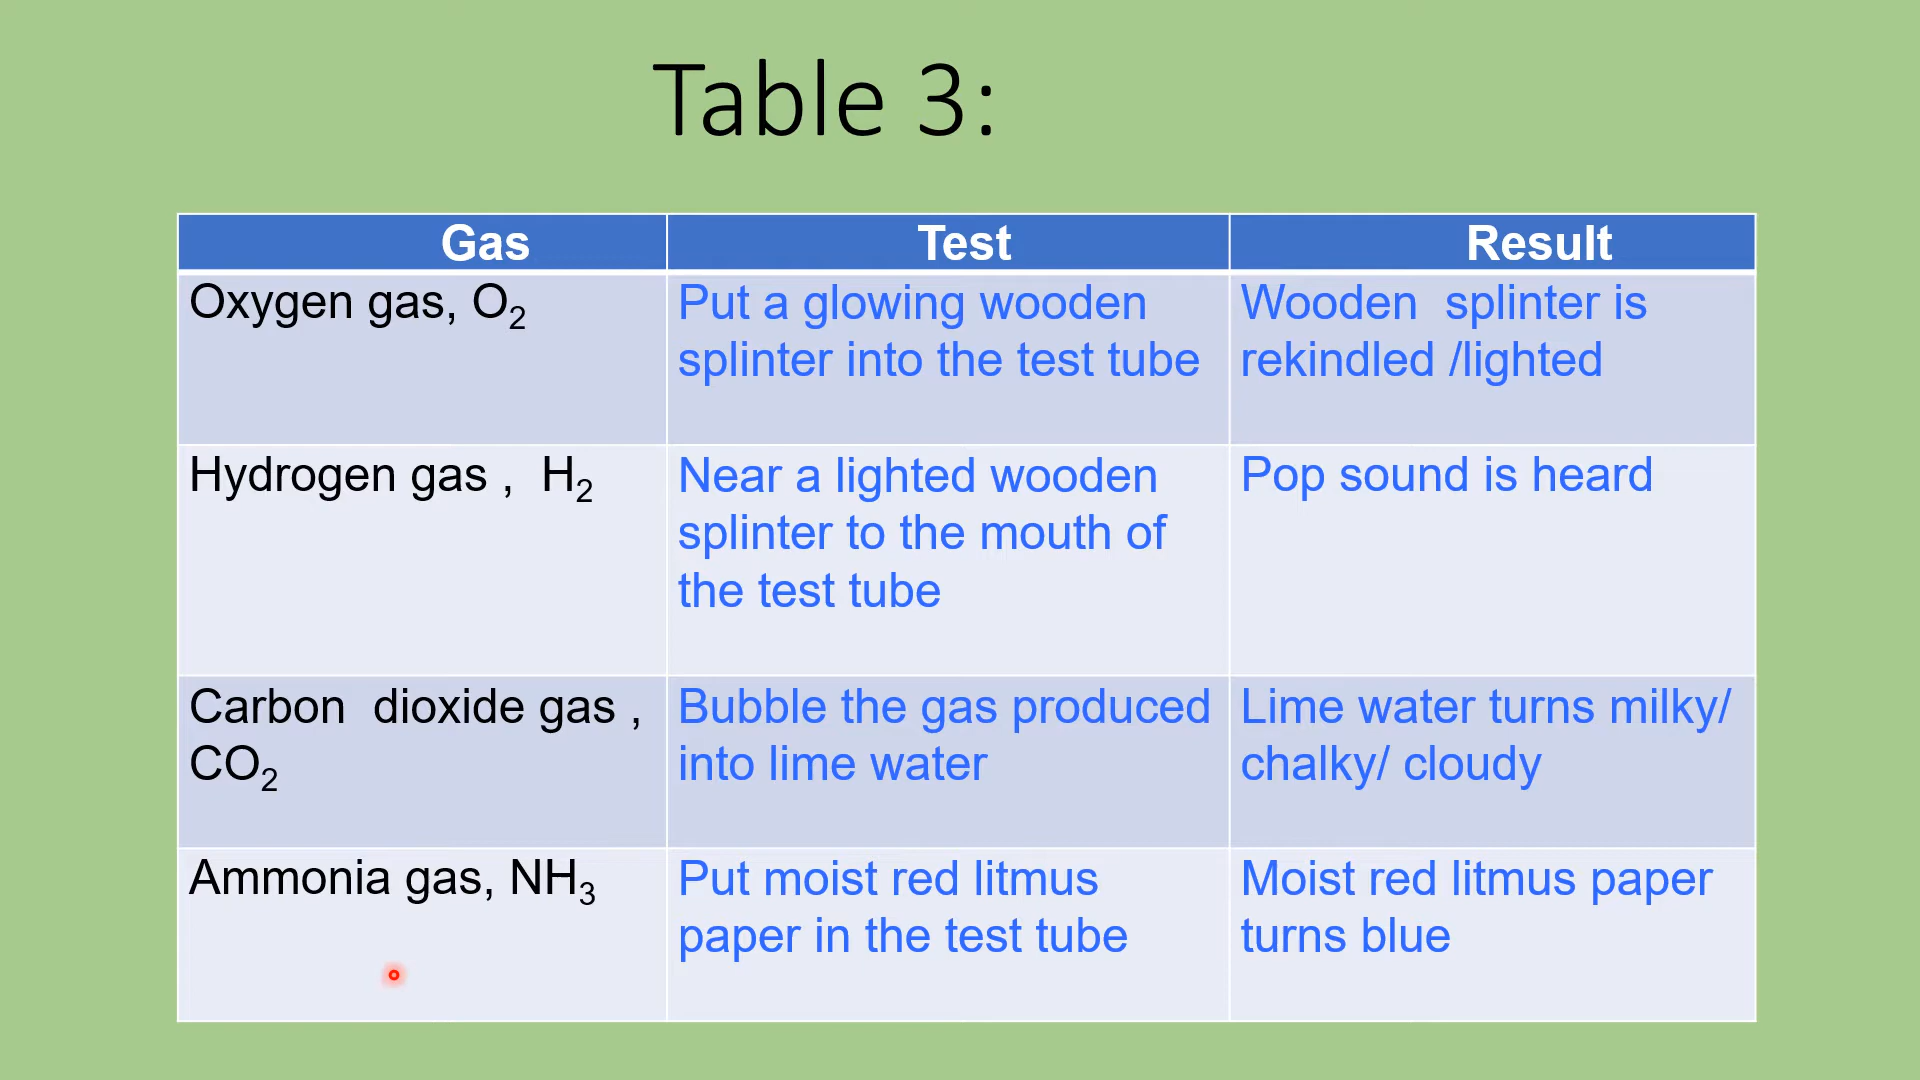 Table 3:
Gas
Test
Result
Oxygen gas, O₂
Put a glowing wooden
splinter into the test tube
Wooden  splinter is
rekindled /lighted
Hydrogen gas ,  H₂
Near a lighted wooden
splinter to the mouth of
the test tube
Pop sound is heard
Carbon  dioxide gas ,
CO₂
Bubble the gas produced
into lime water
Lime water turns milky/
chalky/ cloudy
Ammonia gas, NH₃
Put moist red litmus
paper in the test tube
Moist red litmus paper
turns blue